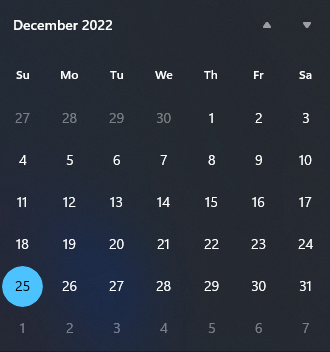 December 2022
Su Mo Tu We Th Fr Sa
27 28 29 30 1 2 3
4 5 6 7 8 9 10
11 12 13 14 15 16 17
18 19 20 21 22 23 24
25 26 27 28 29 30 31
1 2 3 4 5 6 7